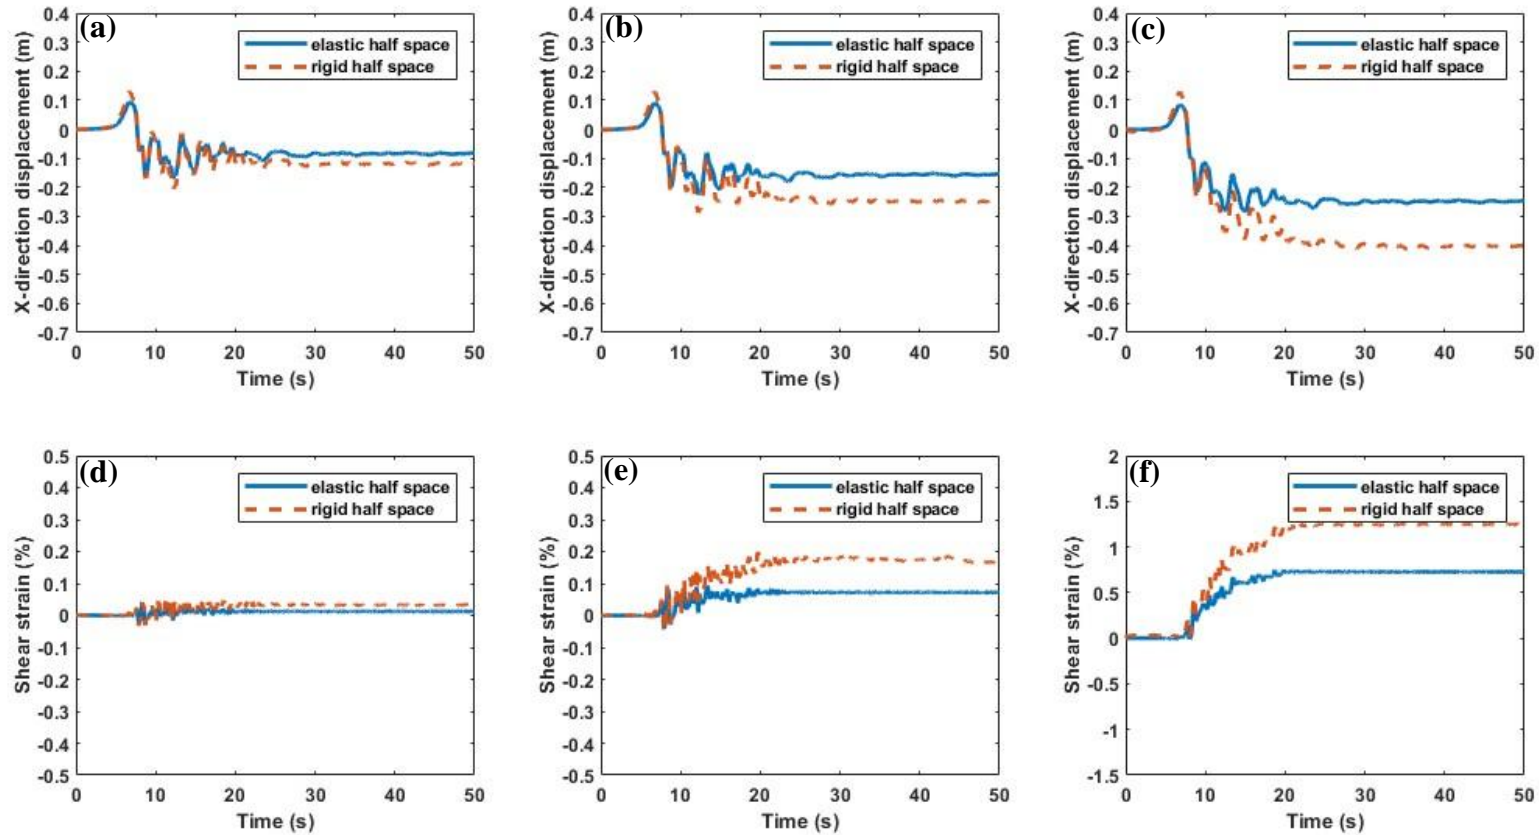 (a)
X-direction displacement (m)
0.4
0.3
0.2
0.1
0
-0.1
-0.2
-0.3
-0.4
-0.5
-0.6
-0.7
elastic half space
rigid half space
0 10 20 30 40 50
Time (s)
(b)
X-direction displacement (m)
0.4
0.3
0.2
0.1
0
-0.1
-0.2
-0.3
-0.4
-0.5
-0.6
-0.7
elastic half space
rigid half space
0 10 20 30 40 50
Time (s)
(c)
X-direction displacement (m)
0.4
0.3
0.2
0.1
0
-0.1
-0.2
-0.3
-0.4
-0.5
-0.6
-0.7
elastic half space
rigid half space
0 10 20 30 40 50
Time (s)
(d)
Shear strain (%)
0.5
0.4
0.3
0.2
0.1
0
-0.1
-0.2
-0.3
-0.4
-0.5
elastic half space
rigid half space
0 10 20 30 40 50
Time (s)
(e)
Shear strain (%)
0.5
0.4
0.3
0.2
0.1
0
-0.1
-0.2
-0.3
-0.4
-0.5
elastic half space
rigid half space
0 10 20 30 40 50
Time (s)
(f)
Shear strain (%)
2
1.5
1
0.5
0
-0.5
-1
-1.5
elastic half space
rigid half space
0 10 20 30 40 50
Time (s)